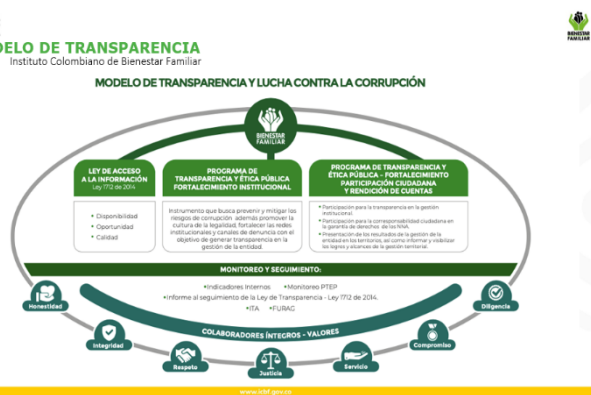 DELO DE TRANSPARENCIA
Instituto Colombiano de Bienestar Familiar
BIENESTAR
FAMILIAR
MODELO DE TRANSPARENCIA Y LUCHA CONTRA LA CORRUPCIÓN
BIENESTAR
FAMILIAR
LEY DE ACCESO
A LA INFORMACIÓN
Ley 1712 de 2014
• Disponibilidad
• Oportunidad
• Calidad
PROGRAMA DE
TRANSPARENCIA Y ÉTICA PÚBLICA
FORTALECIMIENTO INSTITUCIONAL
Instrumento que busca prevenir y mitigar los
riesgos de corrupción además promover la
cultura de la legalidad, fortalecer las redes
institucionales y canales de denuncia con el
objetivo de generar transparencia en la
gestión de la entidad.
PROGRAMA DE TRANSPARENCIA Y
ÉTICA PÚBLICA – FORTALECIMIENTO
PARTICIPACIÓN CIUDADANA
Y RENDICIÓN DE CUENTAS
• Participación para la transparencia en la gestión
institucional.
• Participación para la corresponsabilidad ciudadana en
la garantía de derechos de los NNA.
• Presentación de los resultados de la gestión de la
entidad en los territorios, así como informar y visibilizar
los logros y alcances de la gestión territorial.
MONITOREO Y SEGUIMIENTO:
•Indicadores Internos •Monitoreo PTEP
•Informe al seguimiento de la Ley de Transparencia - Ley 1712 de 2014.
•ITA •FURAG
COLABORADORES ÍNTEGROS - VALORES
Honestidad
Integridad
Respeto
Justicia
Servicio
Compromiso
Diligencia
www.icbf.gov.co